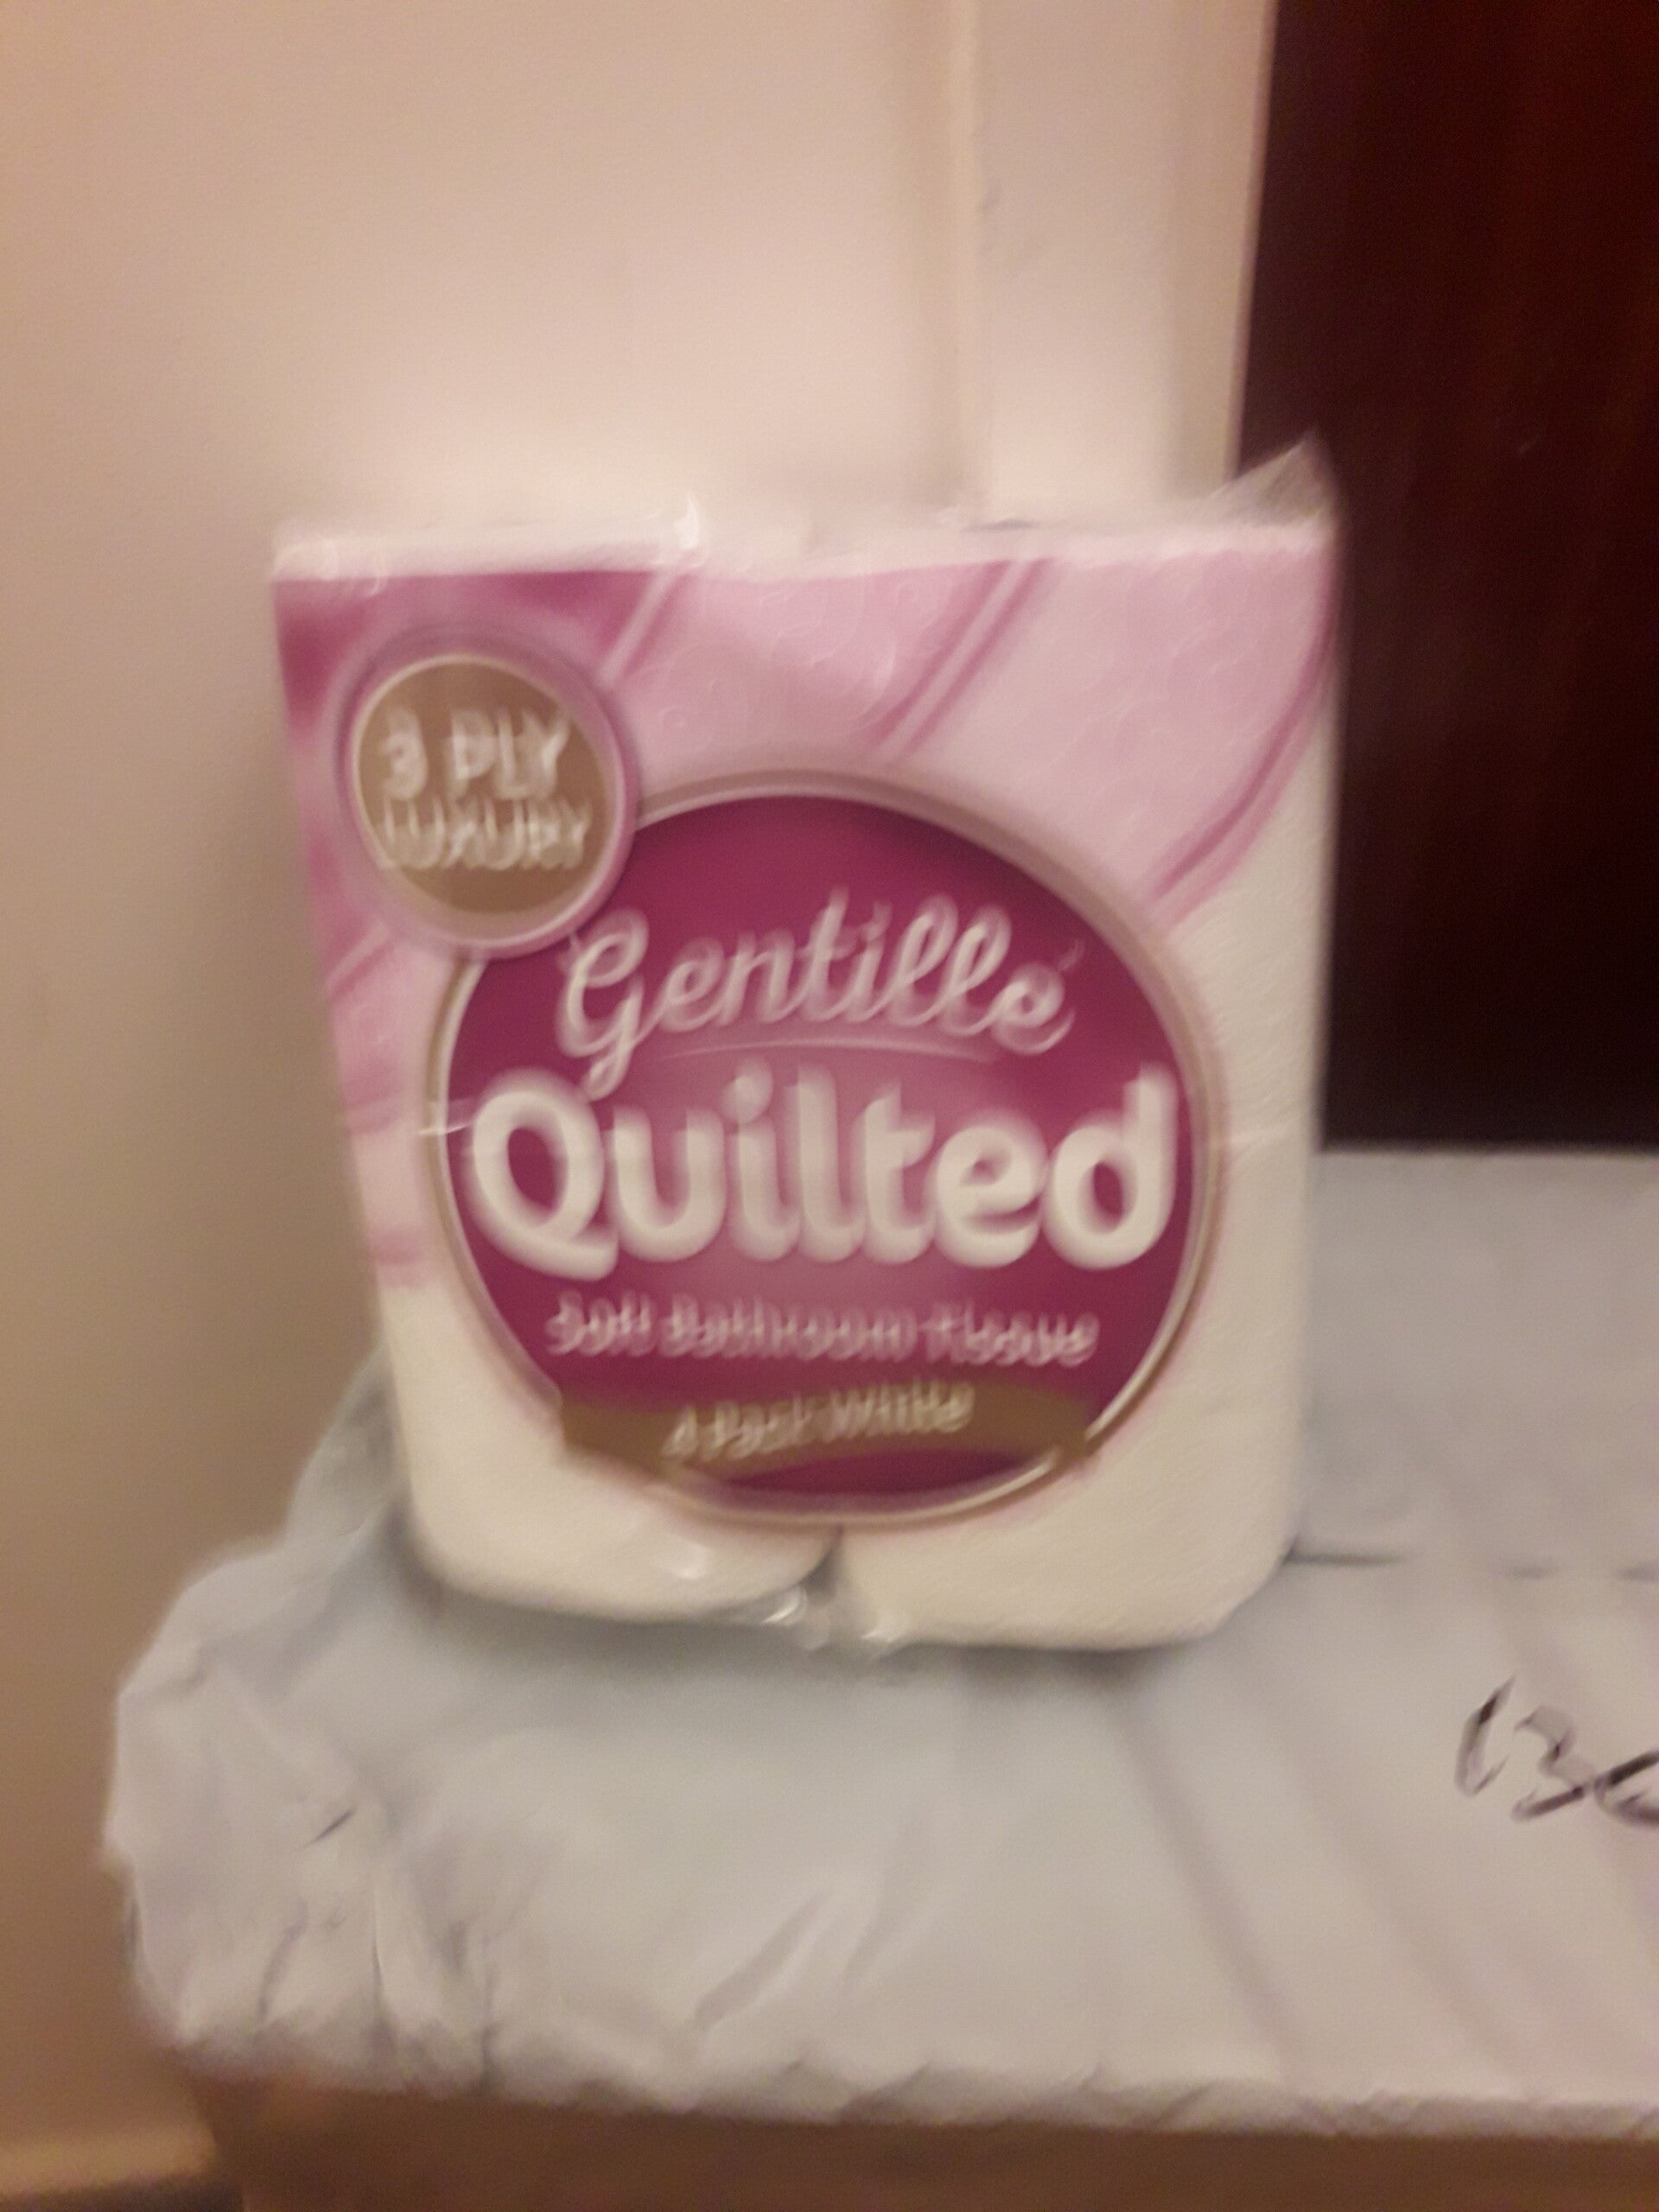 3 PLY
LUXURY
Gentille
Quilted
Soft Bathroom Tissue
4 Pack White